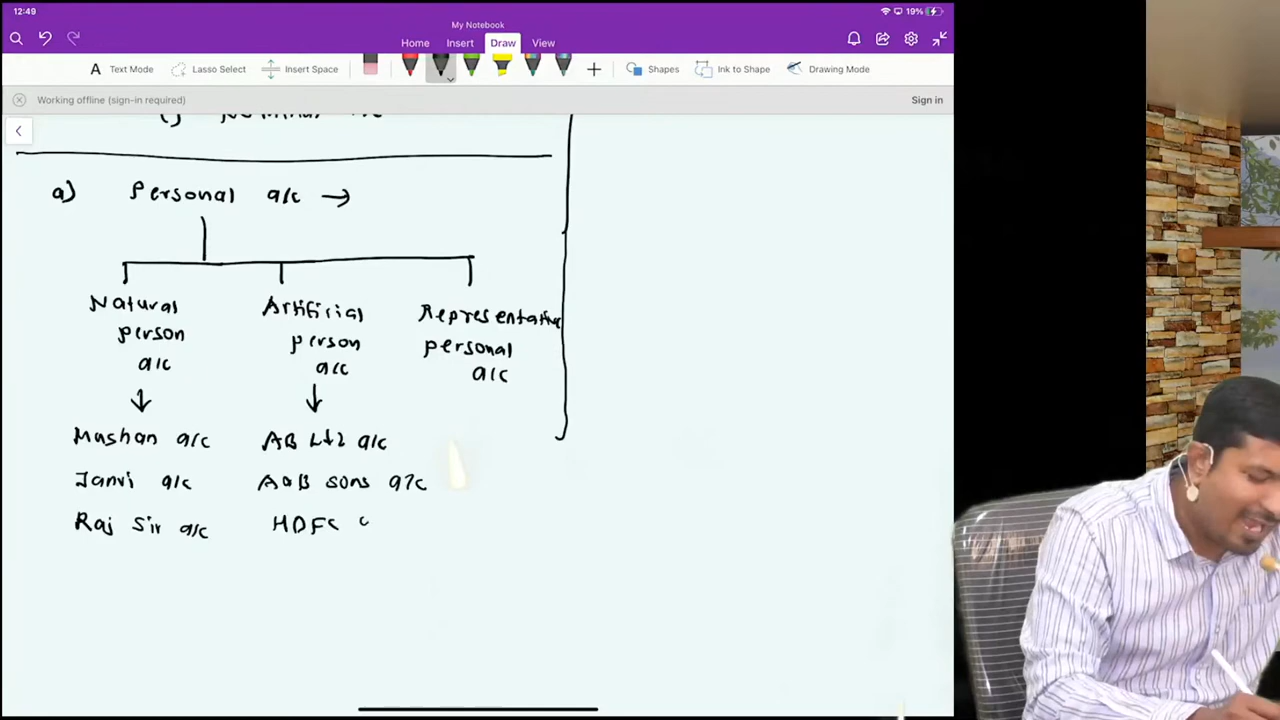 12:49
19%
My Notebook
Home Insert Draw View
Text Mode Lasso Select Insert Space Shapes Ink to Shape Drawing Mode
Working offline (sign-in required) Sign in
a) Personal a/c →
Natural person a/c
Artificial person a/c
Representative personal a/c
Mushan a/c AB Ltd a/c
Janvi a/c A&B sons a/c
Raj Sir a/c HDFC